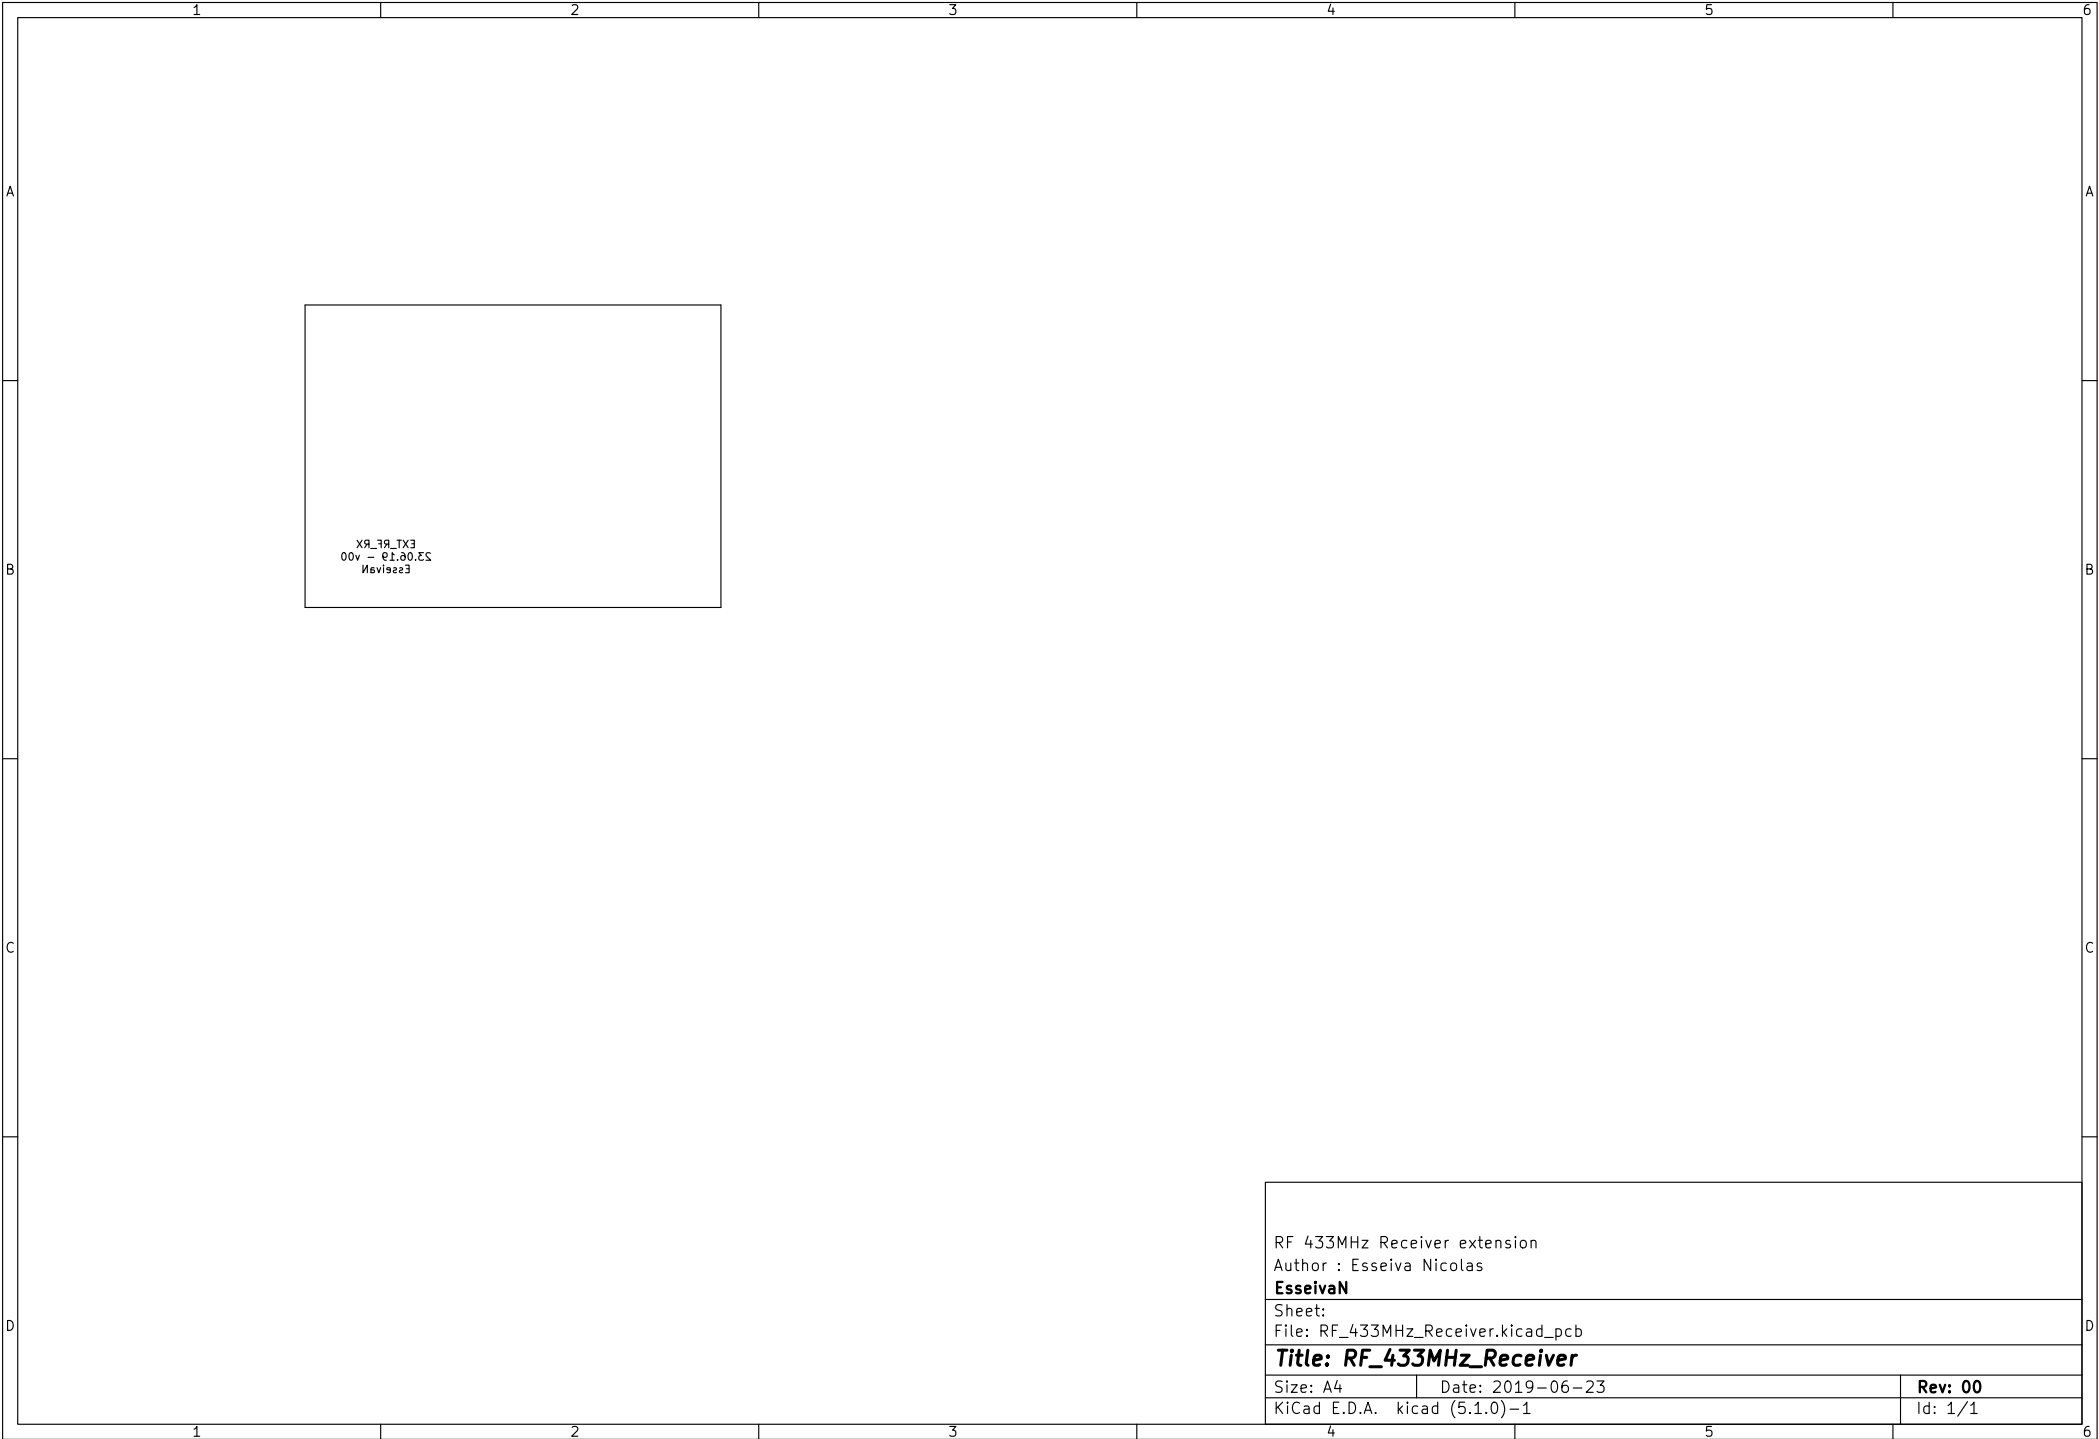 1 2 3 4 5 6
A A
EXT_RF_RX
23.06.19 - v00
EsseivaN
B B
C C
RF 433MHz Receiver extension
Author : Esseiva Nicolas
EsseivaN
Sheet:
File: RF_433MHz_Receiver.kicad_pcb
D D
Title: RF_433MHz_Receiver
Size: A4 Date: 2019-06-23 Rev: 00
KiCad E.D.A. kicad (5.1.0)-1 Id: 1/1
1 2 3 4 5 6